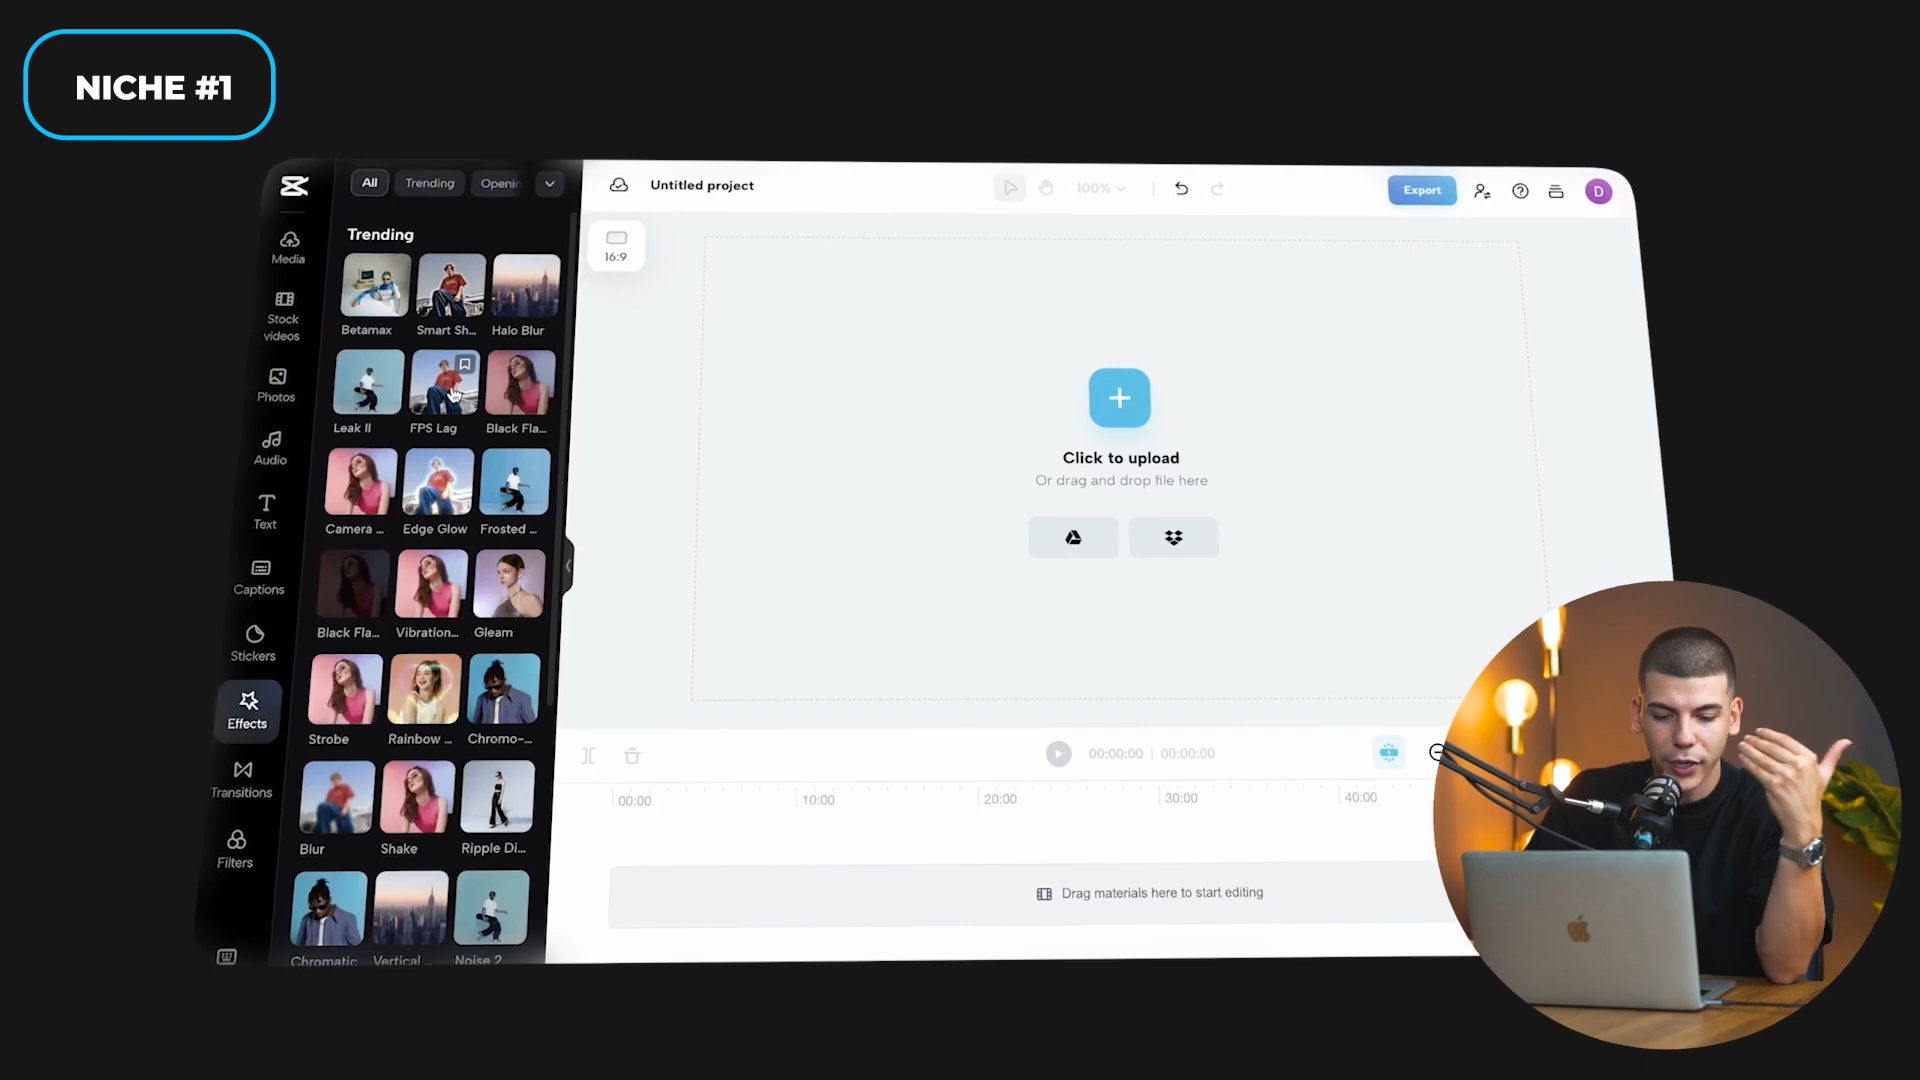 NICHE #1
All
Trending
Openin
Untitled project
100%
Export
D
16:9
Media
Stock
videos
Photos
Audio
Text
Captions
Stickers
Effects
Transitions
Filters
Trending
Betamax
Smart Sh...
Halo Blur
Leak II
FPS Lag
Black Fla...
Camera ...
Edge Glow
Frosted ...
Black Fla...
Vibration...
Gleam
Strobe
Rainbow ...
Chromo-...
Blur
Shake
Ripple Di...
Chromatic
Vertical ...
Noise 2
Click to upload
Or drag and drop file here
00:00:00 | 00:00:00
00:00
10:00
20:00
30:00
40:00
Drag materials here to start editing